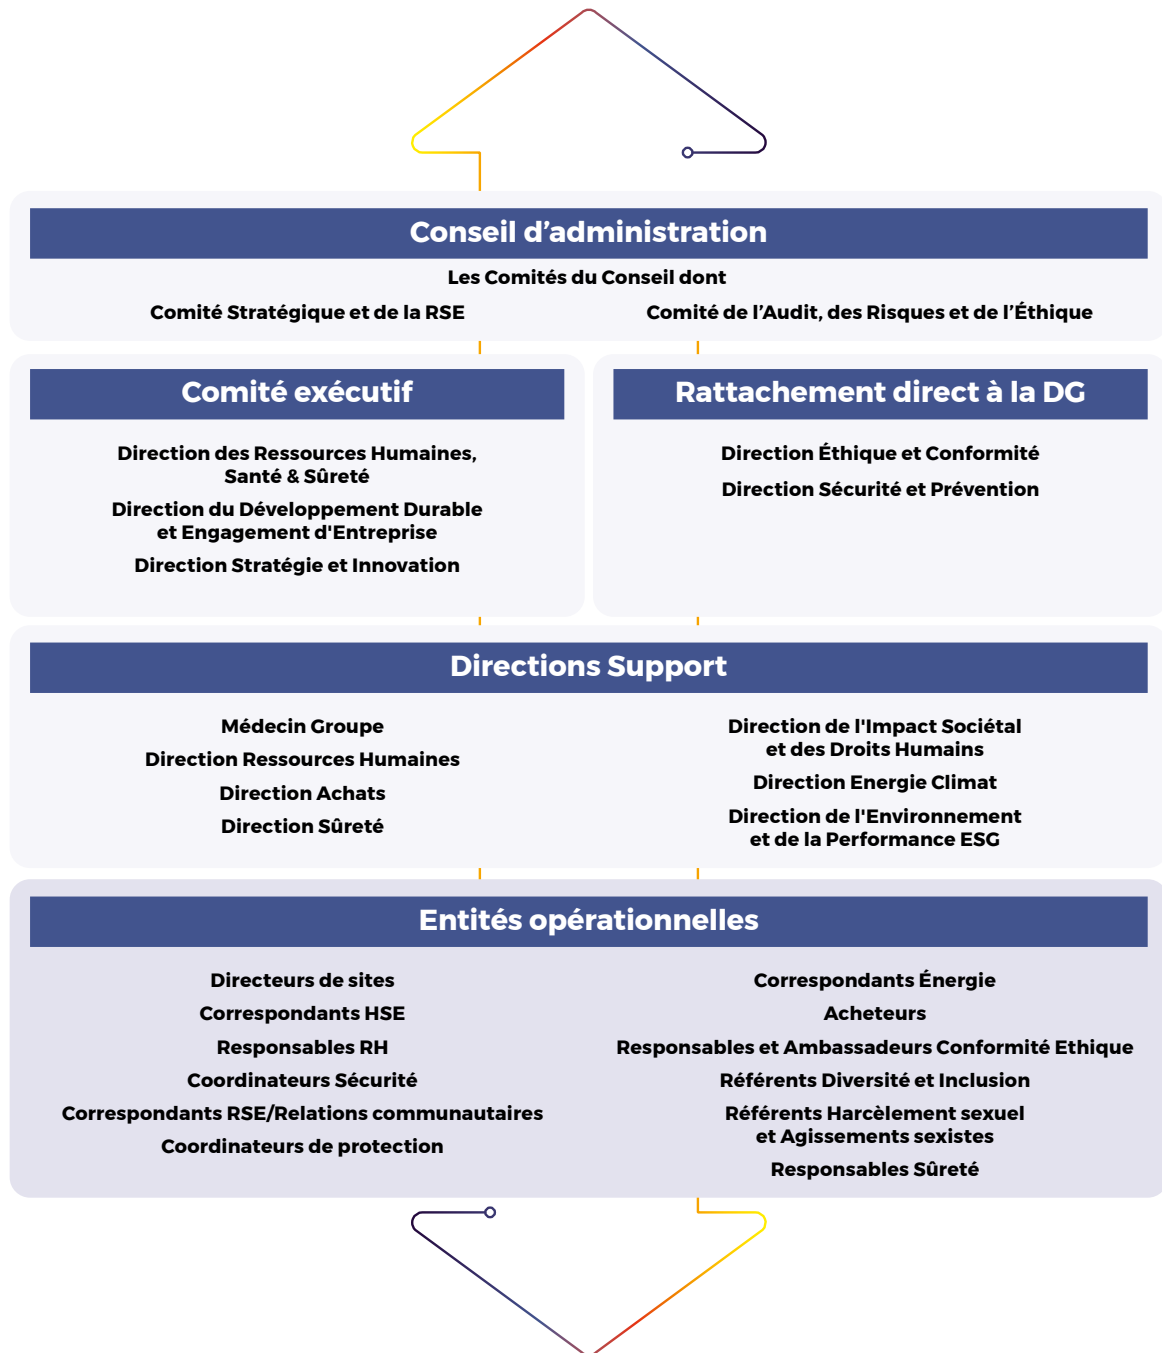 Conseil d’administration
Les Comités du Conseil dont
Comité Stratégique et de la RSE
Comité de l’Audit, des Risques et de l’Éthique
Comité exécutif
Direction des Ressources Humaines,
Santé & Sûreté
Direction du Développement Durable
et Engagement d'Entreprise
Direction Stratégie et Innovation
Rattachement direct à la DG
Direction Éthique et Conformité
Direction Sécurité et Prévention
Directions Support
Médecin Groupe
Direction Ressources Humaines
Direction Achats
Direction Sûreté
Direction de l'Impact Sociétal
et des Droits Humains
Direction Energie Climat
Direction de l'Environnement
et de la Performance ESG
Entités opérationnelles
Directeurs de sites
Correspondants HSE
Responsables RH
Coordinateurs Sécurité
Correspondants RSE/Relations communautaires
Coordinateurs de protection
Correspondants Énergie
Acheteurs
Responsables et Ambassadeurs Conformité Ethique
Référents Diversité et Inclusion
Référents Harcèlement sexuel
et Agissements sexistes
Responsables Sûreté